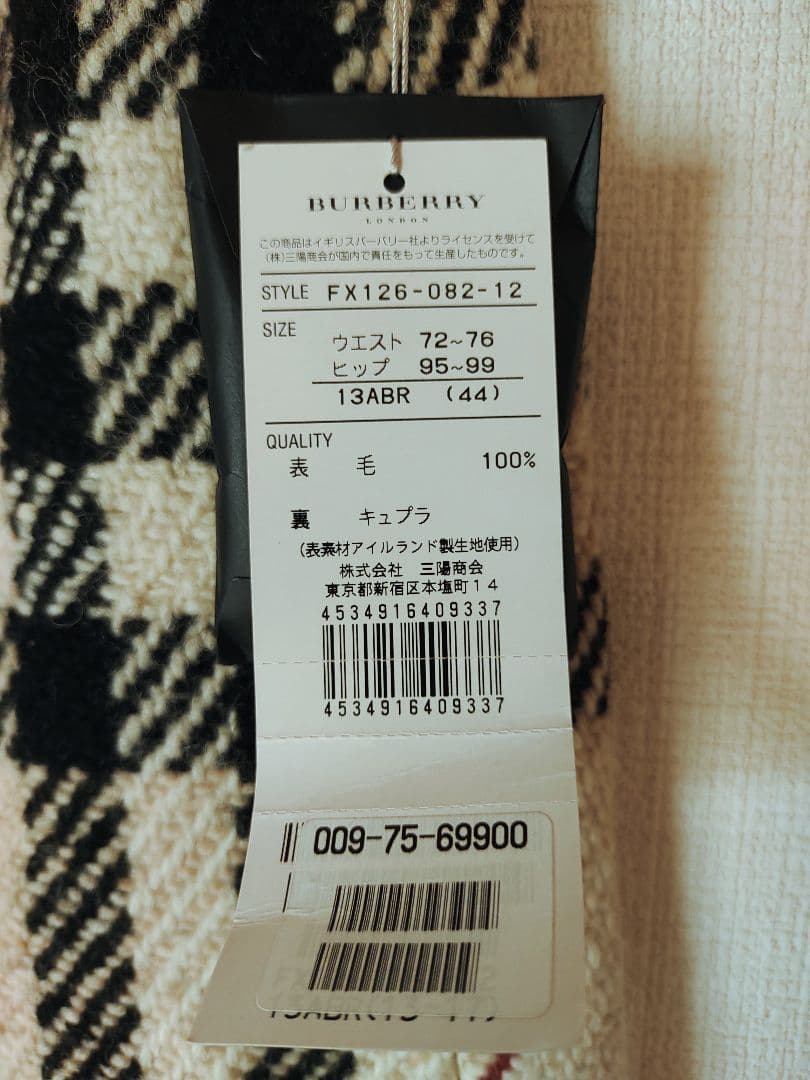 BURBERRY
LONDON
この商品はイギリスバーバリー社よりライセンスを受けて
(株)三陽商会が国内で責任をもって生産したものです。
STYLE FX126-082-12
SIZE
ウエスト 72~76
ヒップ 95~99
13ABR (44)
QUALITY
表 毛 100%
裏 キュプラ
(表素材アイルランド製生地使用)
株式会社 三陽商会
東京都新宿区本塩町14
4534916409337
4534916409337
009-75-69900